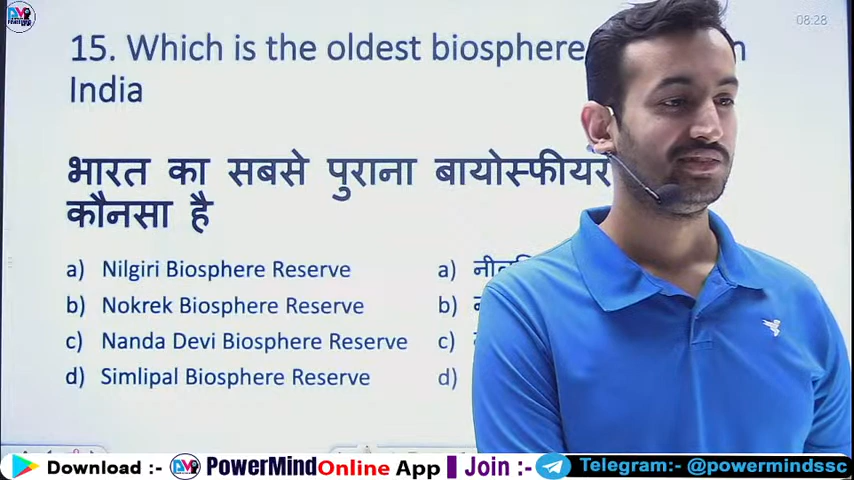 08:28
15. Which is the oldest biosphere
India
भारत का सबसे पुराना बायोस्फीयर
कौनसा है
a) Nilgiri Biosphere Reserve
a)
b) Nokrek Biosphere Reserve
b)
c) Nanda Devi Biosphere Reserve
c)
d) Simlipal Biosphere Reserve
d)
Download :- PowerMindOnline App Join :- Telegram:- @powermindssc